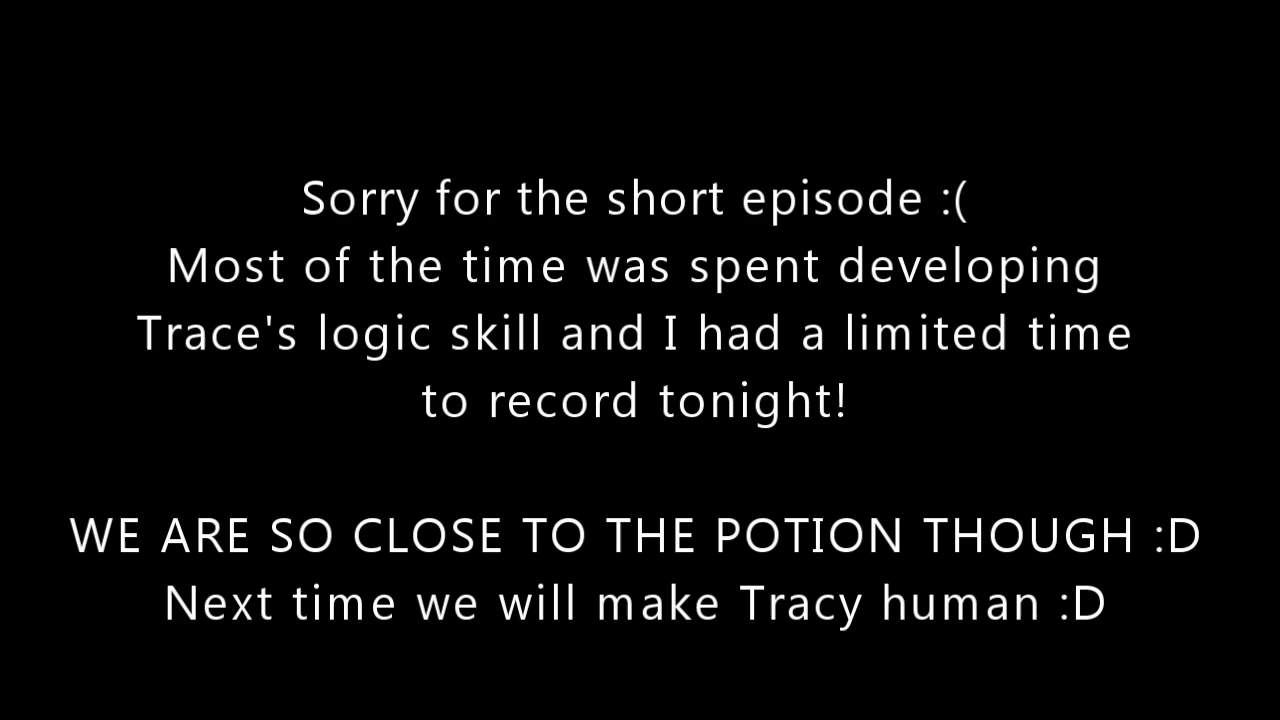 Sorry for the short episode :(
Most of the time was spent developing
Trace's logic skill and I had a limited time
to record tonight!
WE ARE SO CLOSE TO THE POTION THOUGH :D
Next time we will make Tracy human :D